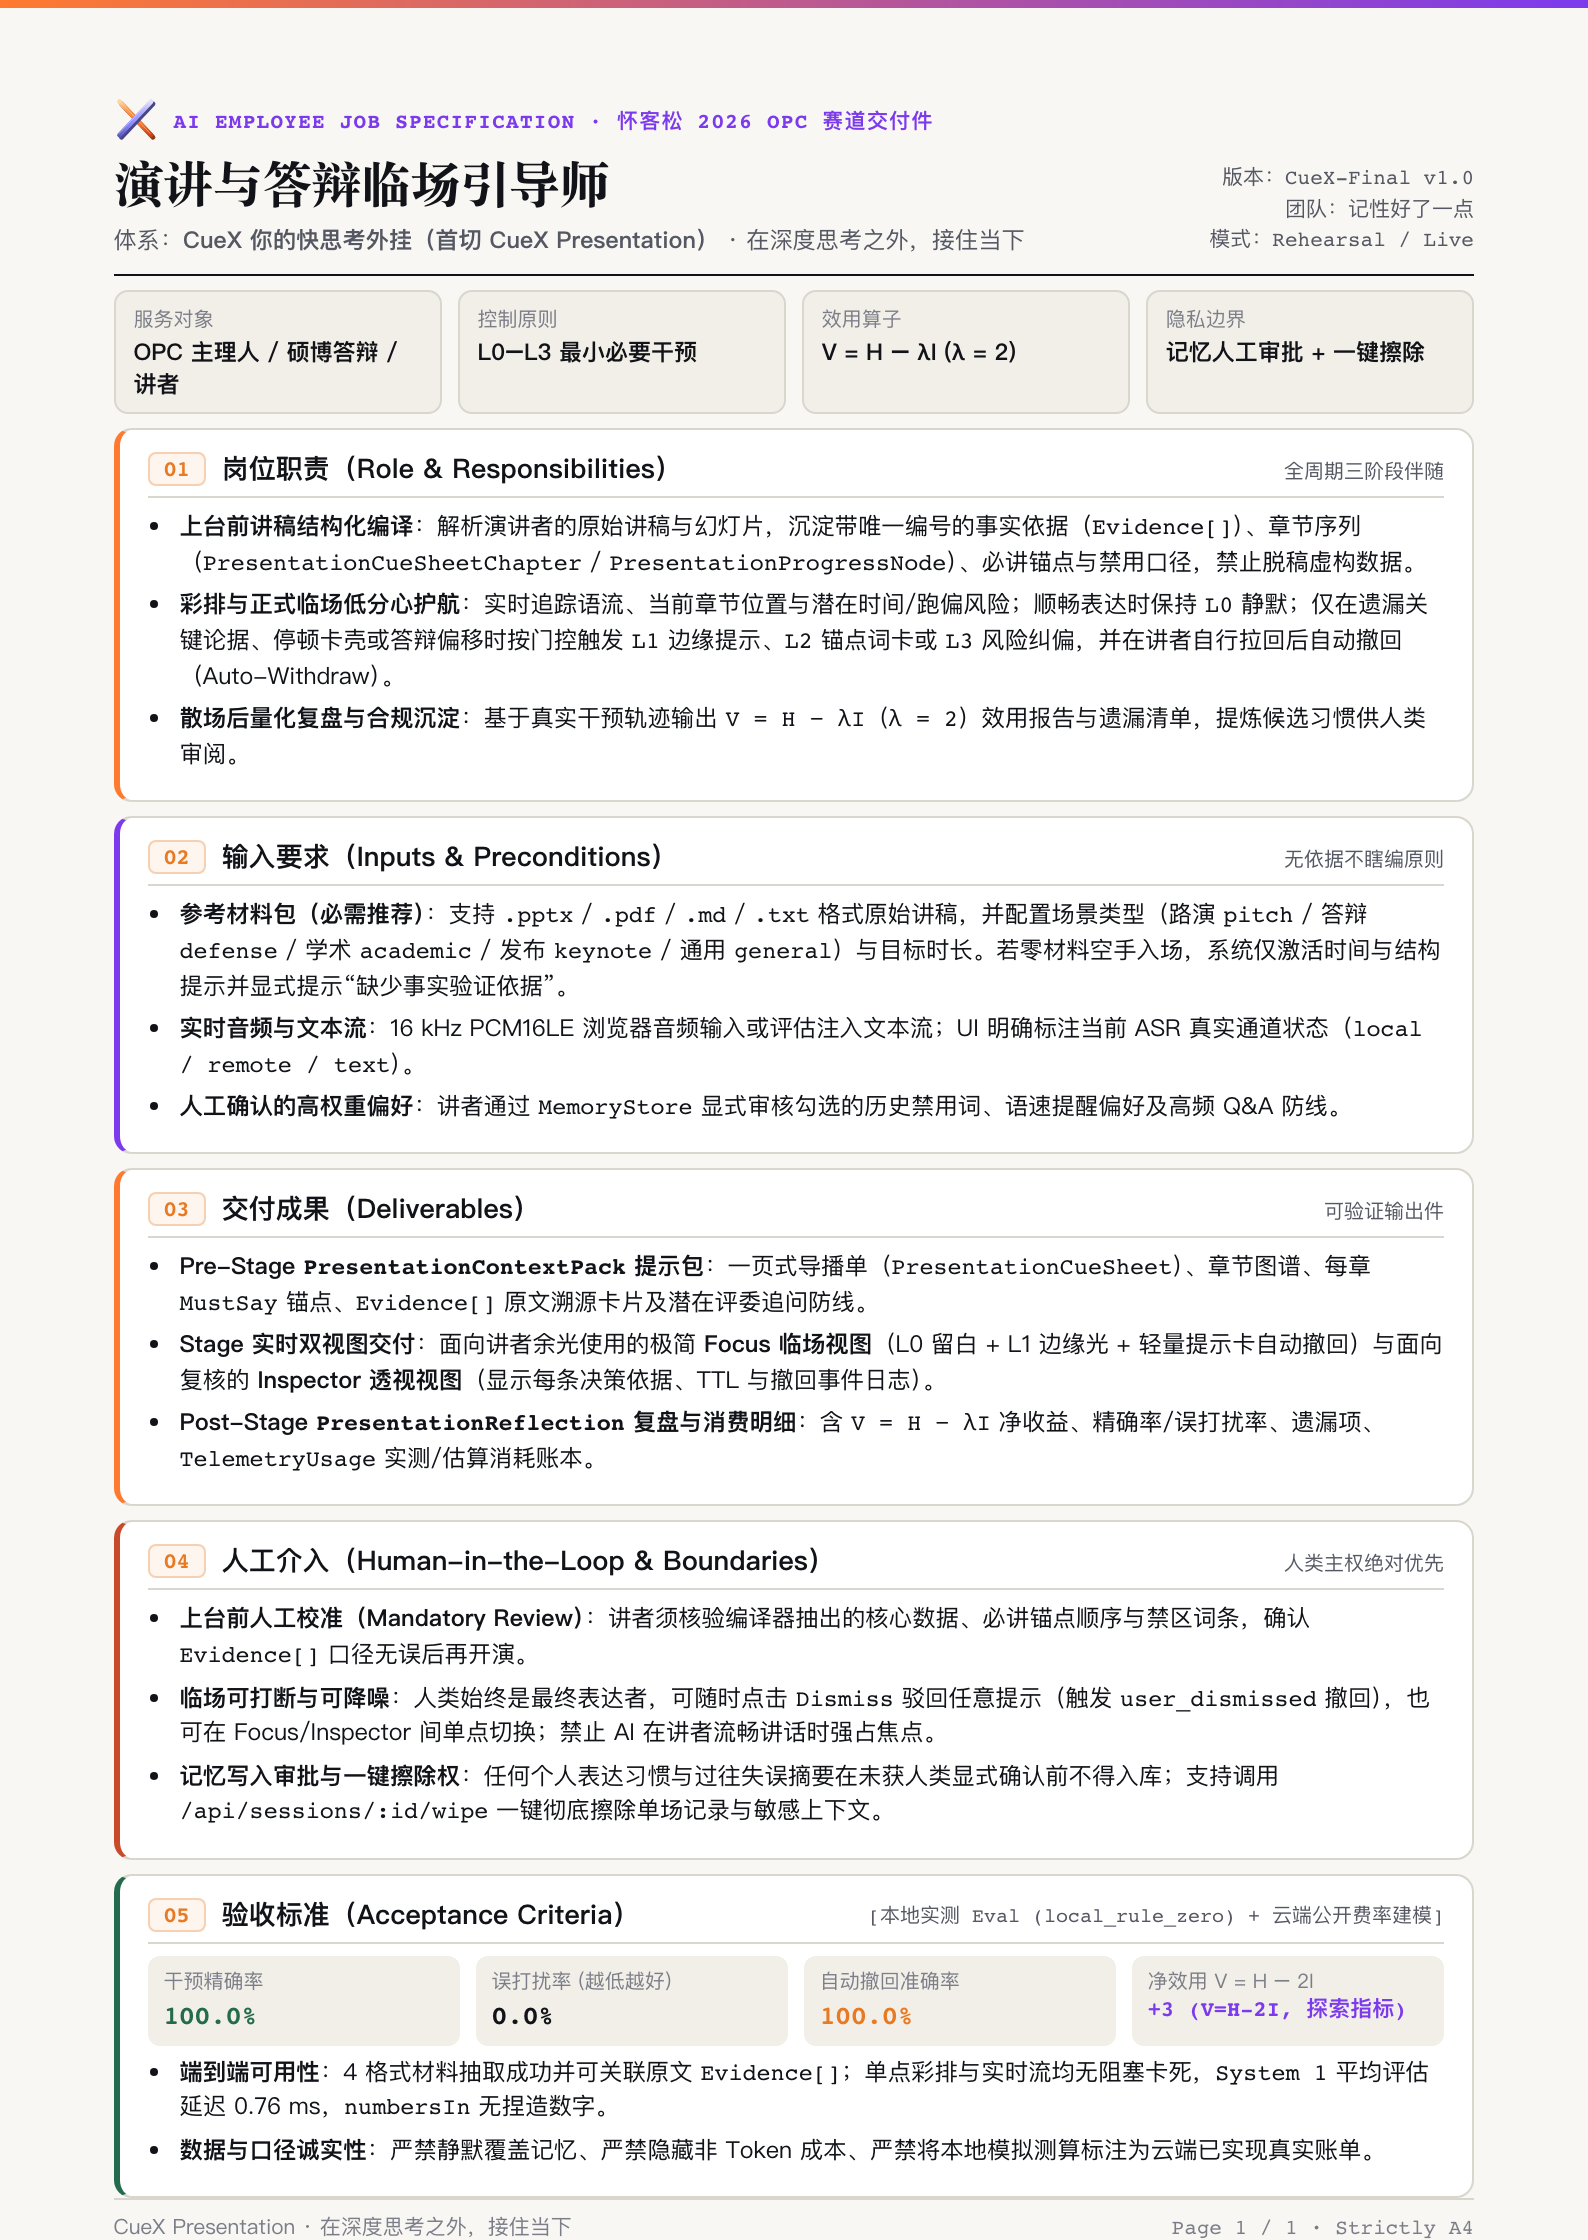 AI EMPLOYEE JOB SPECIFICATION · 怀客松 2026 OPC 赛道交付件
演讲与答辩临场引导师
体系：CueX 你的快思考外挂（首切 CueX Presentation） · 在深度思考之外，接住当下
版本：CueX-Final v1.0
团队：记性好了一点
模式：Rehearsal / Live
服务对象
OPC 主理人 / 硕博答辩 /
讲者
控制原则
L0—L3 最小必要干预
效用算子
V = H − λI (λ = 2)
隐私边界
记忆人工审批 + 一键擦除
01 岗位职责（Role & Responsibilities） 全周期三阶段伴随
• 上台前讲稿结构化编译：解析演讲者的原始讲稿与幻灯片，沉淀带唯一编号的事实依据（Evidence[]）、章节序列
（PresentationCueSheetChapter / PresentationProgressNode）、必讲锚点与禁用口径，禁止脱稿虚构数据。
• 彩排与正式临场低分心护航：实时追踪语流、当前章节位置与潜在时间/跑偏风险；顺畅表达时保持 L0 静默；仅在遗漏关
键论据、停顿卡壳或答辩偏移时按门控触发 L1 边缘提示、L2 锚点词卡或 L3 风险纠偏，并在讲者自行拉回后自动撤回
（Auto-Withdraw）。
• 散场后量化复盘与合规沉淀：基于真实干预轨迹输出 V = H − λI（λ = 2）效用报告与遗漏清单，提炼候选习惯供人类
审阅。
02 输入要求（Inputs & Preconditions） 无依据不瞎编原则
• 参考材料包（必需推荐）：支持 .pptx / .pdf / .md / .txt 格式原始讲稿，并配置场景类型（路演 pitch / 答辩
defense / 学术 academic / 发布 keynote / 通用 general）与目标时长。若零材料空手入场，系统仅激活时间与结构
提示并显式提示“缺少事实验证依据”。
• 实时音频与文本流：16 kHz PCM16LE 浏览器音频输入或评估注入文本流；UI 明确标注当前 ASR 真实通道状态（local
/ remote / text）。
• 人工确认的高权重偏好：讲者通过 MemoryStore 显式审核勾选的历史禁用词、语速提醒偏好及高频 Q&A 防线。
03 交付成果（Deliverables） 可验证输出件
• Pre-Stage PresentationContextPack 提示包：一页式导播单（PresentationCueSheet）、章节图谱、每章
MustSay 锚点、Evidence[] 原文溯源卡片及潜在评委追问防线。
• Stage 实时双视图交付：面向讲者余光使用的极简 Focus 临场视图（L0 留白 + L1 边缘光 + 轻量提示卡自动撤回）与面向
复核的 Inspector 透视视图（显示每条决策依据、TTL 与撤回事件日志）。
• Post-Stage PresentationReflection 复盘与消费明细：含 V = H − λI 净收益、精确率/误打扰率、遗漏项、
TelemetryUsage 实测/估算消耗账本。
04 人工介入（Human-in-the-Loop & Boundaries） 人类主权绝对优先
• 上台前人工校准（Mandatory Review）：讲者须核验编译器抽出的核心数据、必讲锚点顺序与禁区词条，确认
Evidence[] 口径无误后再开演。
• 临场可打断与可降噪：人类始终是最终表达者，可随时点击 Dismiss 驳回任意提示（触发 user_dismissed 撤回），也
可在 Focus/Inspector 间单点切换；禁止 AI 在讲者流畅讲话时强占焦点。
• 记忆写入审批与一键擦除权：任何个人表达习惯与过往失误摘要在未获人类显式确认前不得入库；支持调用
/api/sessions/:id/wipe 一键彻底擦除单场记录与敏感上下文。
05 验收标准（Acceptance Criteria） [本地实测 Eval (local_rule_zero) + 云端公开费率建模]
干预精确率
100.0%
误打扰率 (越低越好)
0.0%
自动撤回准确率
100.0%
净效用 V = H − 2I
+3 (V=H-2I, 探索指标)
• 端到端可用性：4 格式材料抽取成功并可关联原文 Evidence[]；单点彩排与实时流均无阻塞卡死，System 1 平均评估
延迟 0.76 ms，numbersIn 无捏造数字。
• 数据与口径诚实性：严禁静默覆盖记忆、严禁隐藏非 Token 成本、严禁将本地模拟测算标注为云端已实现真实账单。
CueX Presentation · 在深度思考之外，接住当下
Page 1 / 1 · Strictly A4